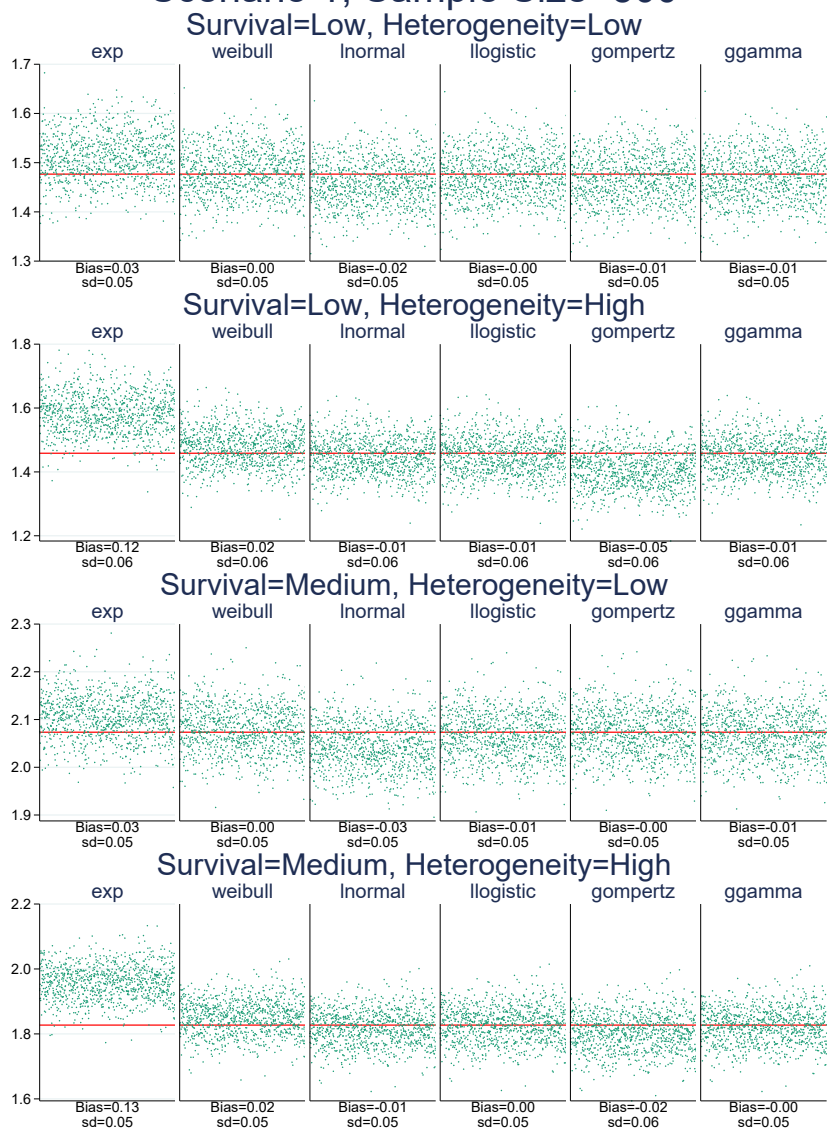 Survival=Low, Heterogeneity=Low
exp weibull lnormal llogistic gompertz ggamma
1.7
1.6
1.5
1.4
1.3
Bias=0.03 Bias=0.00 Bias=-0.02 Bias=-0.00 Bias=-0.01 Bias=-0.01
sd=0.05 sd=0.05 sd=0.05 sd=0.05 sd=0.05 sd=0.05
Survival=Low, Heterogeneity=High
exp weibull lnormal llogistic gompertz ggamma
1.8
1.6
1.4
1.2
Bias=0.12 Bias=0.02 Bias=-0.01 Bias=-0.01 Bias=-0.05 Bias=-0.01
sd=0.06 sd=0.06 sd=0.06 sd=0.06 sd=0.06 sd=0.06
Survival=Medium, Heterogeneity=Low
exp weibull lnormal llogistic gompertz ggamma
2.3
2.2
2.1
2.0
1.9
Bias=0.03 Bias=0.00 Bias=-0.03 Bias=-0.01 Bias=-0.00 Bias=-0.01
sd=0.05 sd=0.05 sd=0.05 sd=0.05 sd=0.05 sd=0.05
Survival=Medium, Heterogeneity=High
exp weibull lnormal llogistic gompertz ggamma
2.2
2.0
1.8
1.6
Bias=0.13 Bias=0.02 Bias=-0.01 Bias=0.00 Bias=-0.02 Bias=-0.00
sd=0.05 sd=0.05 sd=0.05 sd=0.05 sd=0.06 sd=0.05